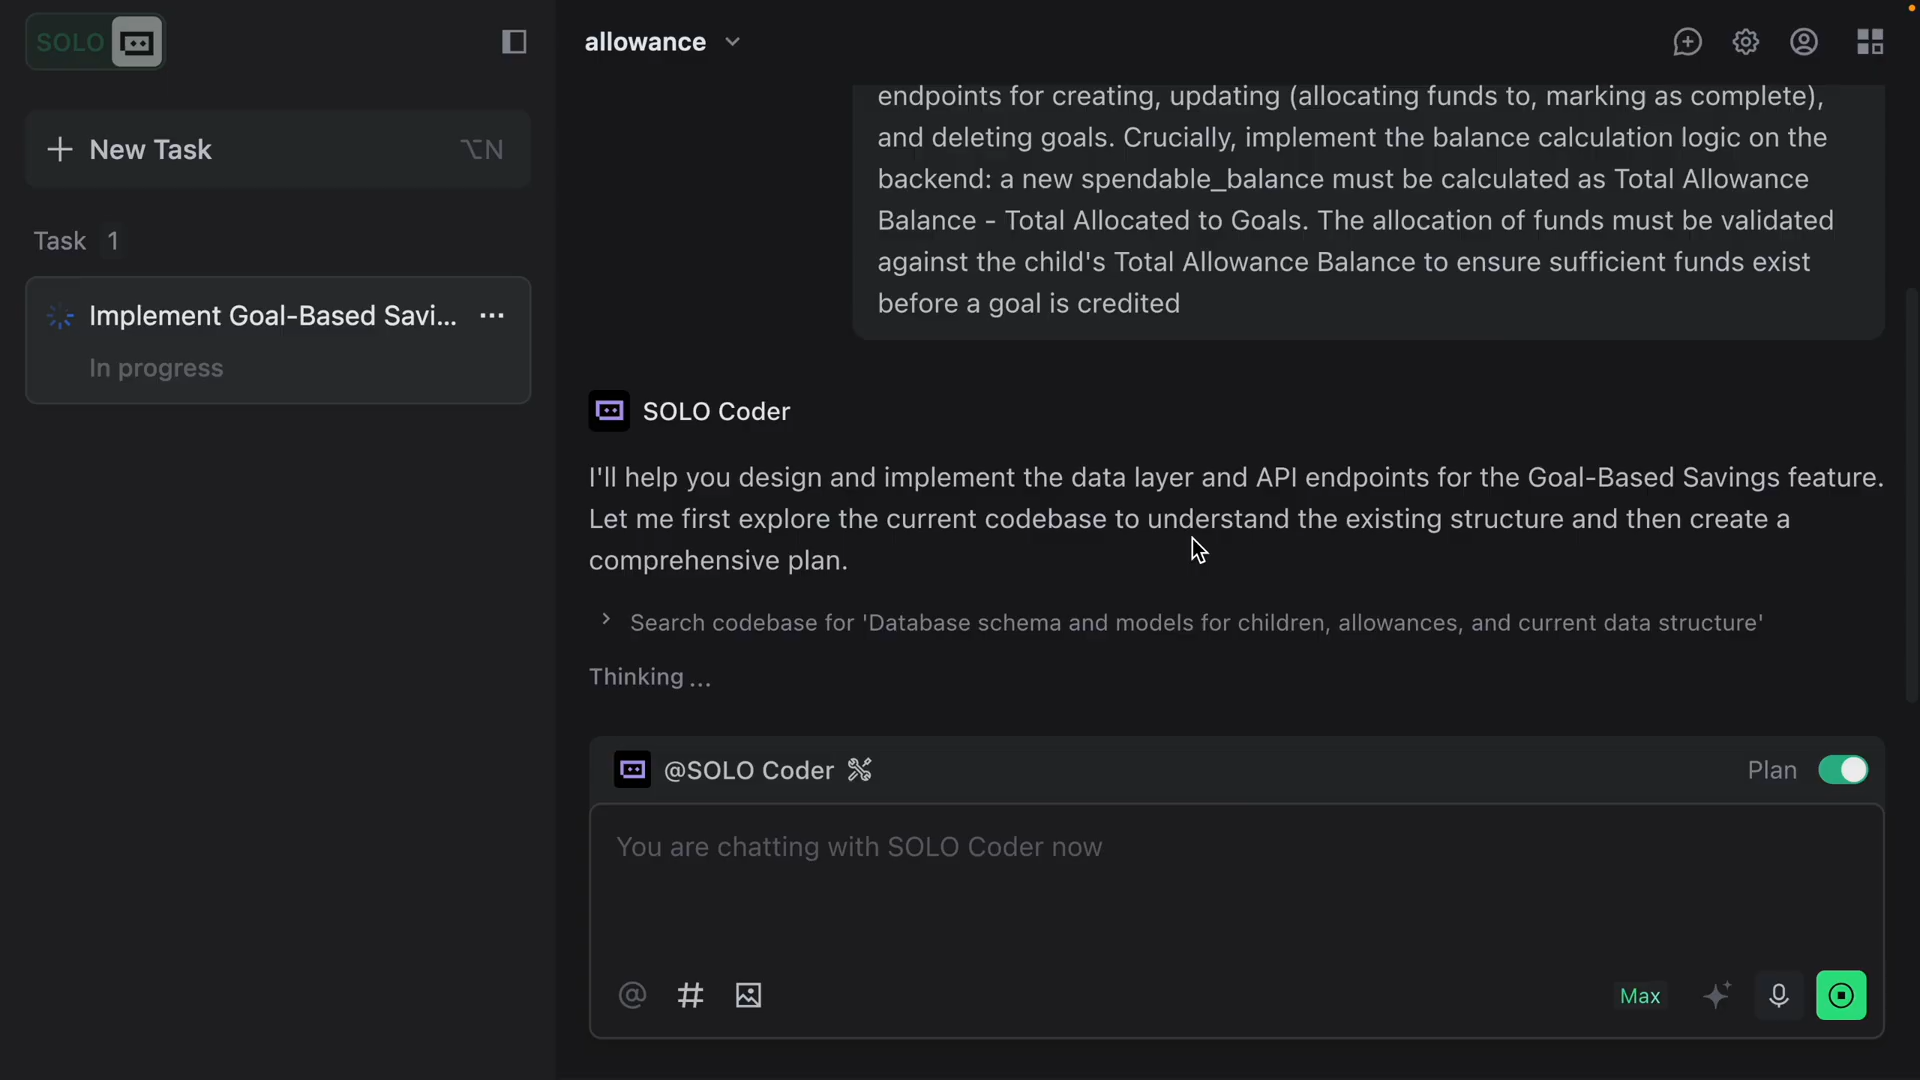 SOLO
allowance
New Task
⌥N
Task 1
Implement Goal-Based Savi...
In progress
endpoints for creating, updating (allocating funds to, marking as complete),
and deleting goals. Crucially, implement the balance calculation logic on the
backend: a new spendable_balance must be calculated as Total Allowance
Balance - Total Allocated to Goals. The allocation of funds must be validated
against the child's Total Allowance Balance to ensure sufficient funds exist
before a goal is credited
SOLO Coder
I'll help you design and implement the data layer and API endpoints for the Goal-Based Savings feature.
Let me first explore the current codebase to understand the existing structure and then create a
comprehensive plan.
Search codebase for 'Database schema and models for children, allowances, and current data structure'
Thinking ...
@SOLO Coder
Plan
You are chatting with SOLO Coder now
@ #
Max